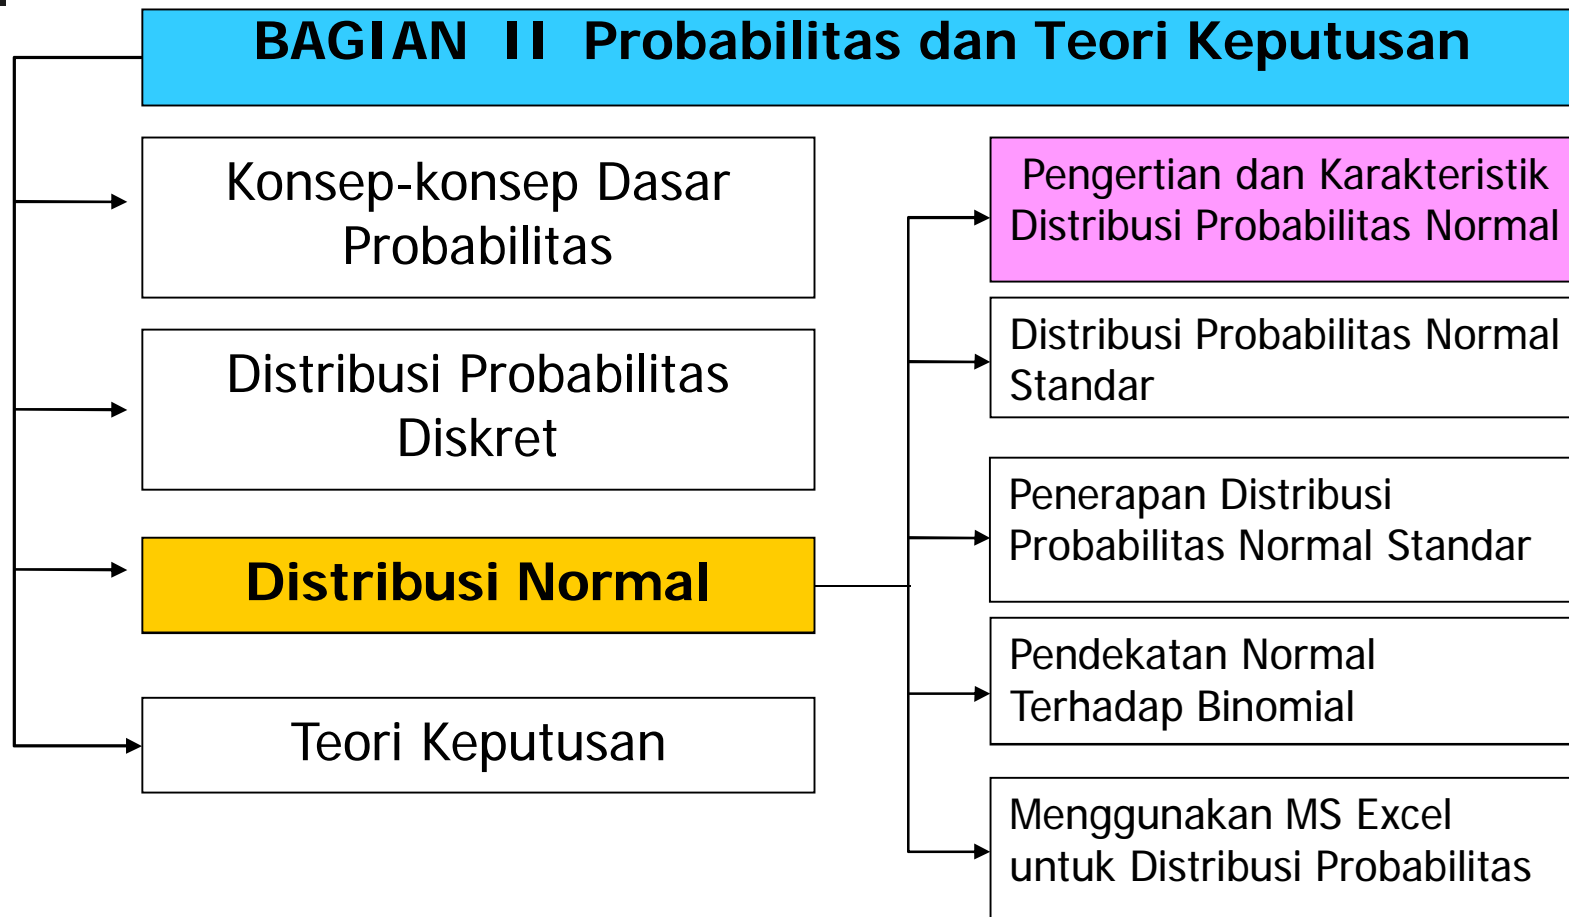 BAGIAN II Probabilitas dan Teori Keputusan
Konsep-konsep Dasar
Probabilitas
Distribusi Probabilitas
Diskret
Distribusi Normal
Teori Keputusan
Pengertian dan Karakteristik
Distribusi Probabilitas Normal
Distribusi Probabilitas Normal
Standar
Penerapan Distribusi
Probabilitas Normal Standar
Pendekatan Normal
Terhadap Binomial
Menggunakan MS Excel
untuk Distribusi Probabilitas